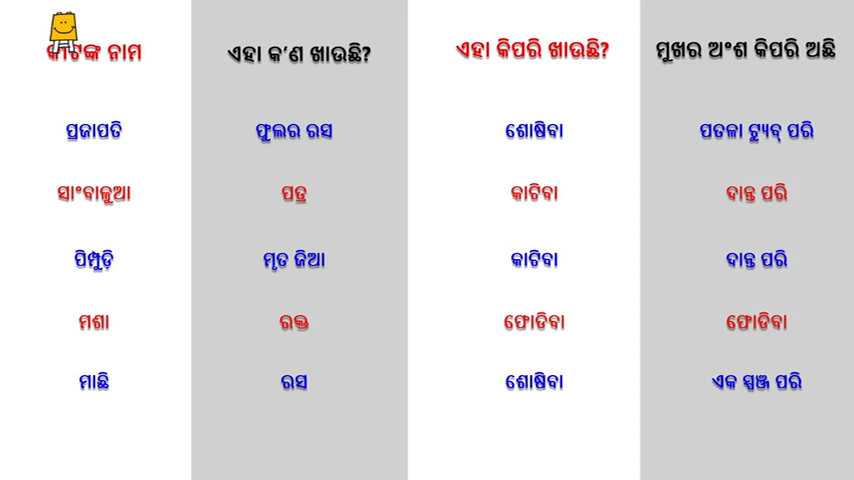 କୀଟଙ୍କ ନାମ ଏହା କ'ଣ ଖାଉଛି? ଏହା କିପରି ଖାଉଛି? ମୁଖର ଅଂଶ କିପରି ଅଛି
ପ୍ରଜାପତି ଫୁଲର ରସ ଶୋଷିବା ପତଳା ଟ୍ୟୁବ୍ ପରି
ସାଂବାଳୁଆ ପତ୍ର କାଟିବା ଦାନ୍ତ ପରି
ପିମ୍ପୁଡ଼ି ମୃତ ଜିଆ କାଟିବା ଦାନ୍ତ ପରି
ମଶା ରକ୍ତ ଫୋଡିବା ଫୋଡିବା
ମାଛି ରସ ଶୋଷିବା ଏକ ସ୍ପଞ୍ଜ ପରି